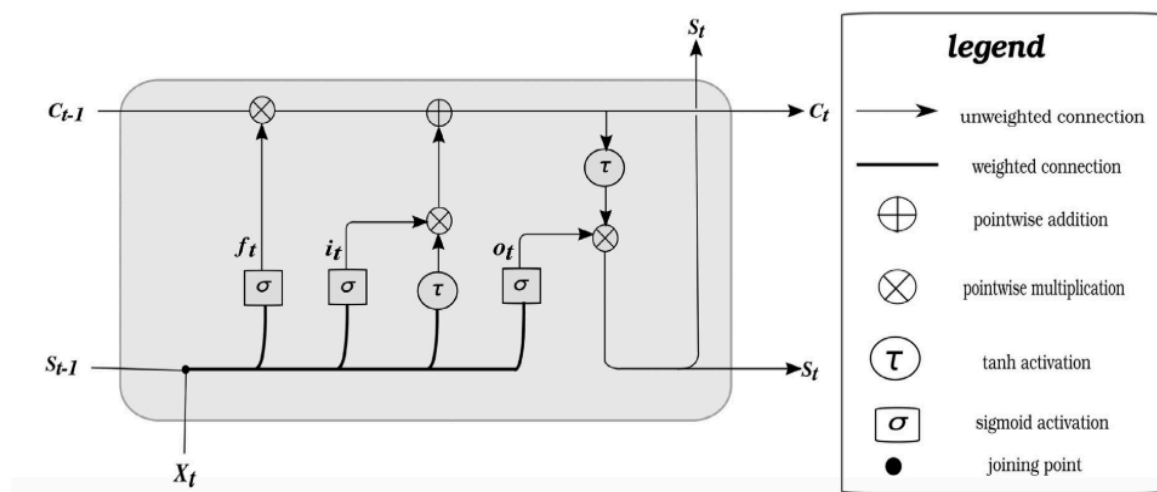 S_t
C_{t-1}
C_t
τ
f_t
i_t
o_t
σ
σ
τ
σ
S_{t-1}
S_t
X_t
legend
unweighted connection
weighted connection
pointwise addition
pointwise multiplication
τ
tanh activation
σ
sigmoid activation
joining point